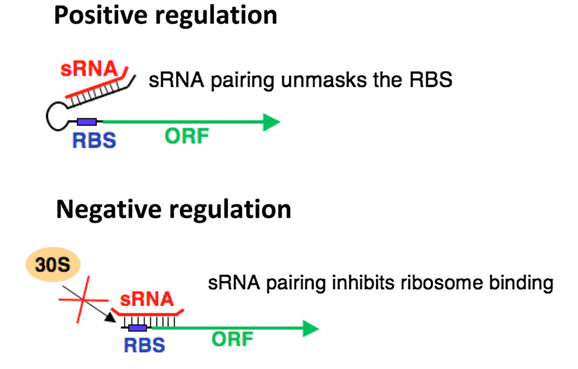 Positive regulation
sRNA
sRNA pairing unmasks the RBS
RBS
ORF
Negative regulation
30S
sRNA pairing inhibits ribosome binding
sRNA
RBS
ORF